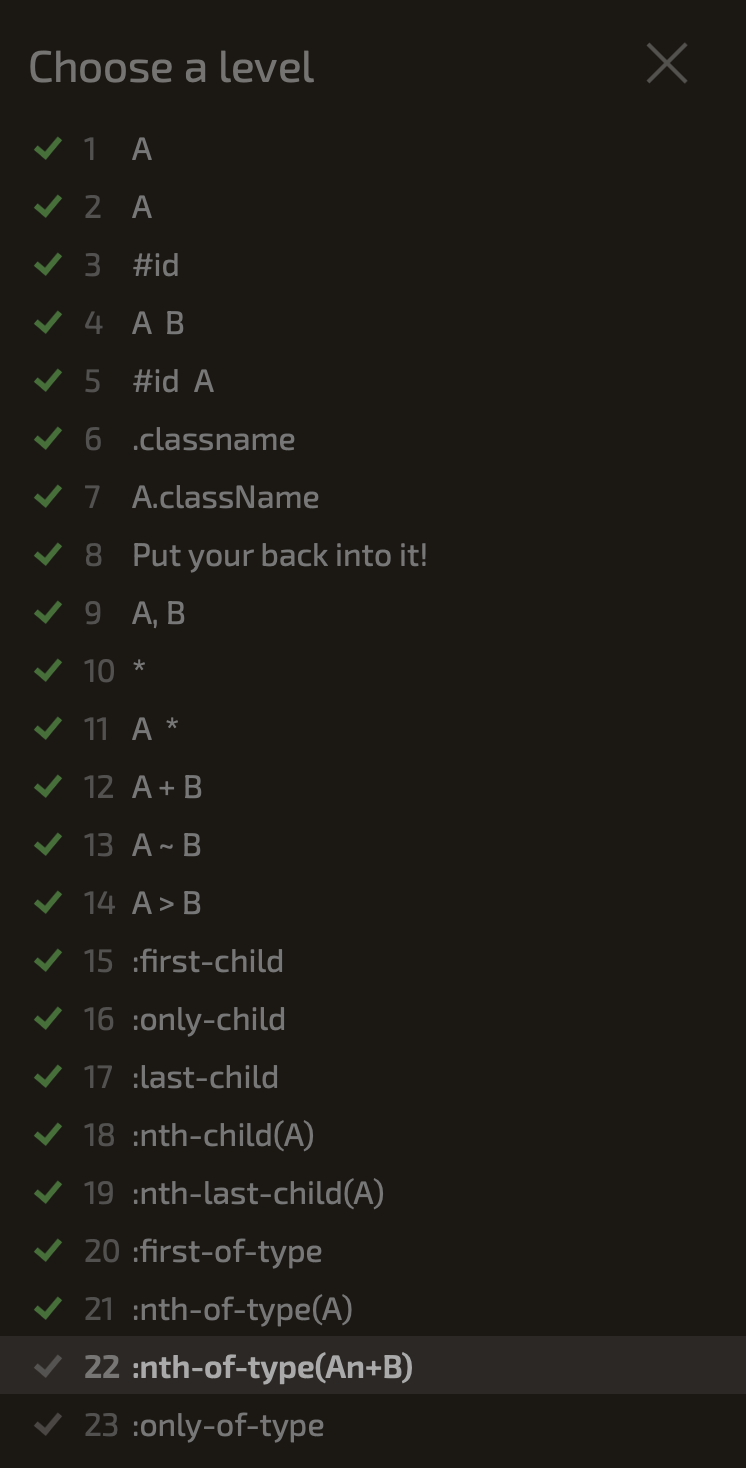 Choose a level
1 A
2 A
3 #id
4 A B
5 #id A
6 .classname
7 A.className
8 Put your back into it!
9 A, B
10 *
11 A *
12 A + B
13 A ~ B
14 A > B
15 :first-child
16 :only-child
17 :last-child
18 :nth-child(A)
19 :nth-last-child(A)
20 :first-of-type
21 :nth-of-type(A)
22 :nth-of-type(An+B)
23 :only-of-type